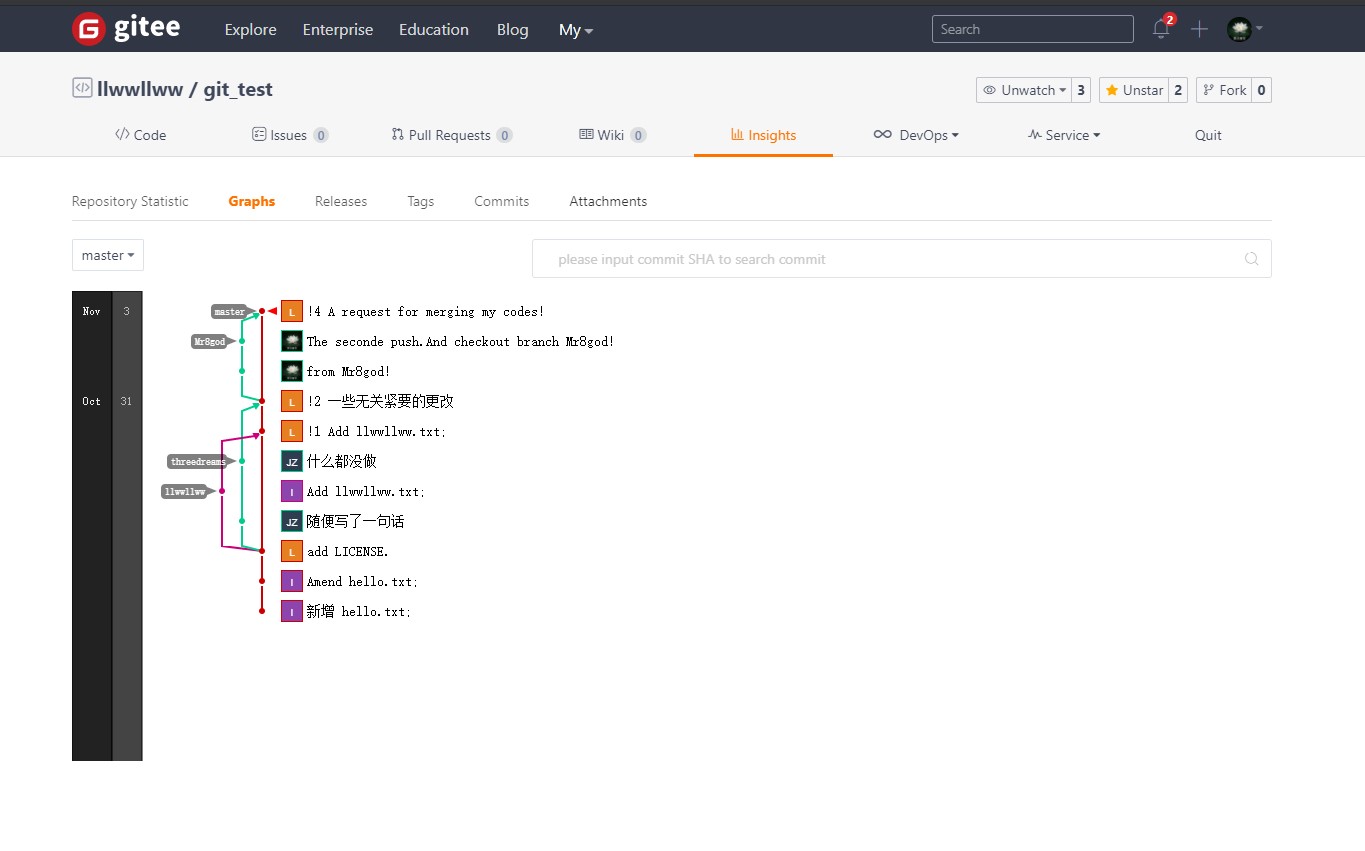 gitee Explore Enterprise Education Blog My Search 2
llwwllww / git_test Unwatch 3 Unstar 2 Fork 0
Code Issues 0 Pull Requests 0 Wiki 0 Insights DevOps Service Quit
Repository Statistic Graphs Releases Tags Commits Attachments
master please input commit SHA to search commit
Nov 3 master L !4 A request for merging my codes!
Mr8god The seconde push.And checkout branch Mr8god!
from Mr8god!
Oct 31 L !2 一些无关紧要的更改
L !1 Add llwwllww.txt;
threedreams JZ 什么都没做
llwwllww I Add llwwllww.txt;
JZ 随便写了一句话
L add LICENSE.
I Amend hello.txt;
I 新增 hello.txt;